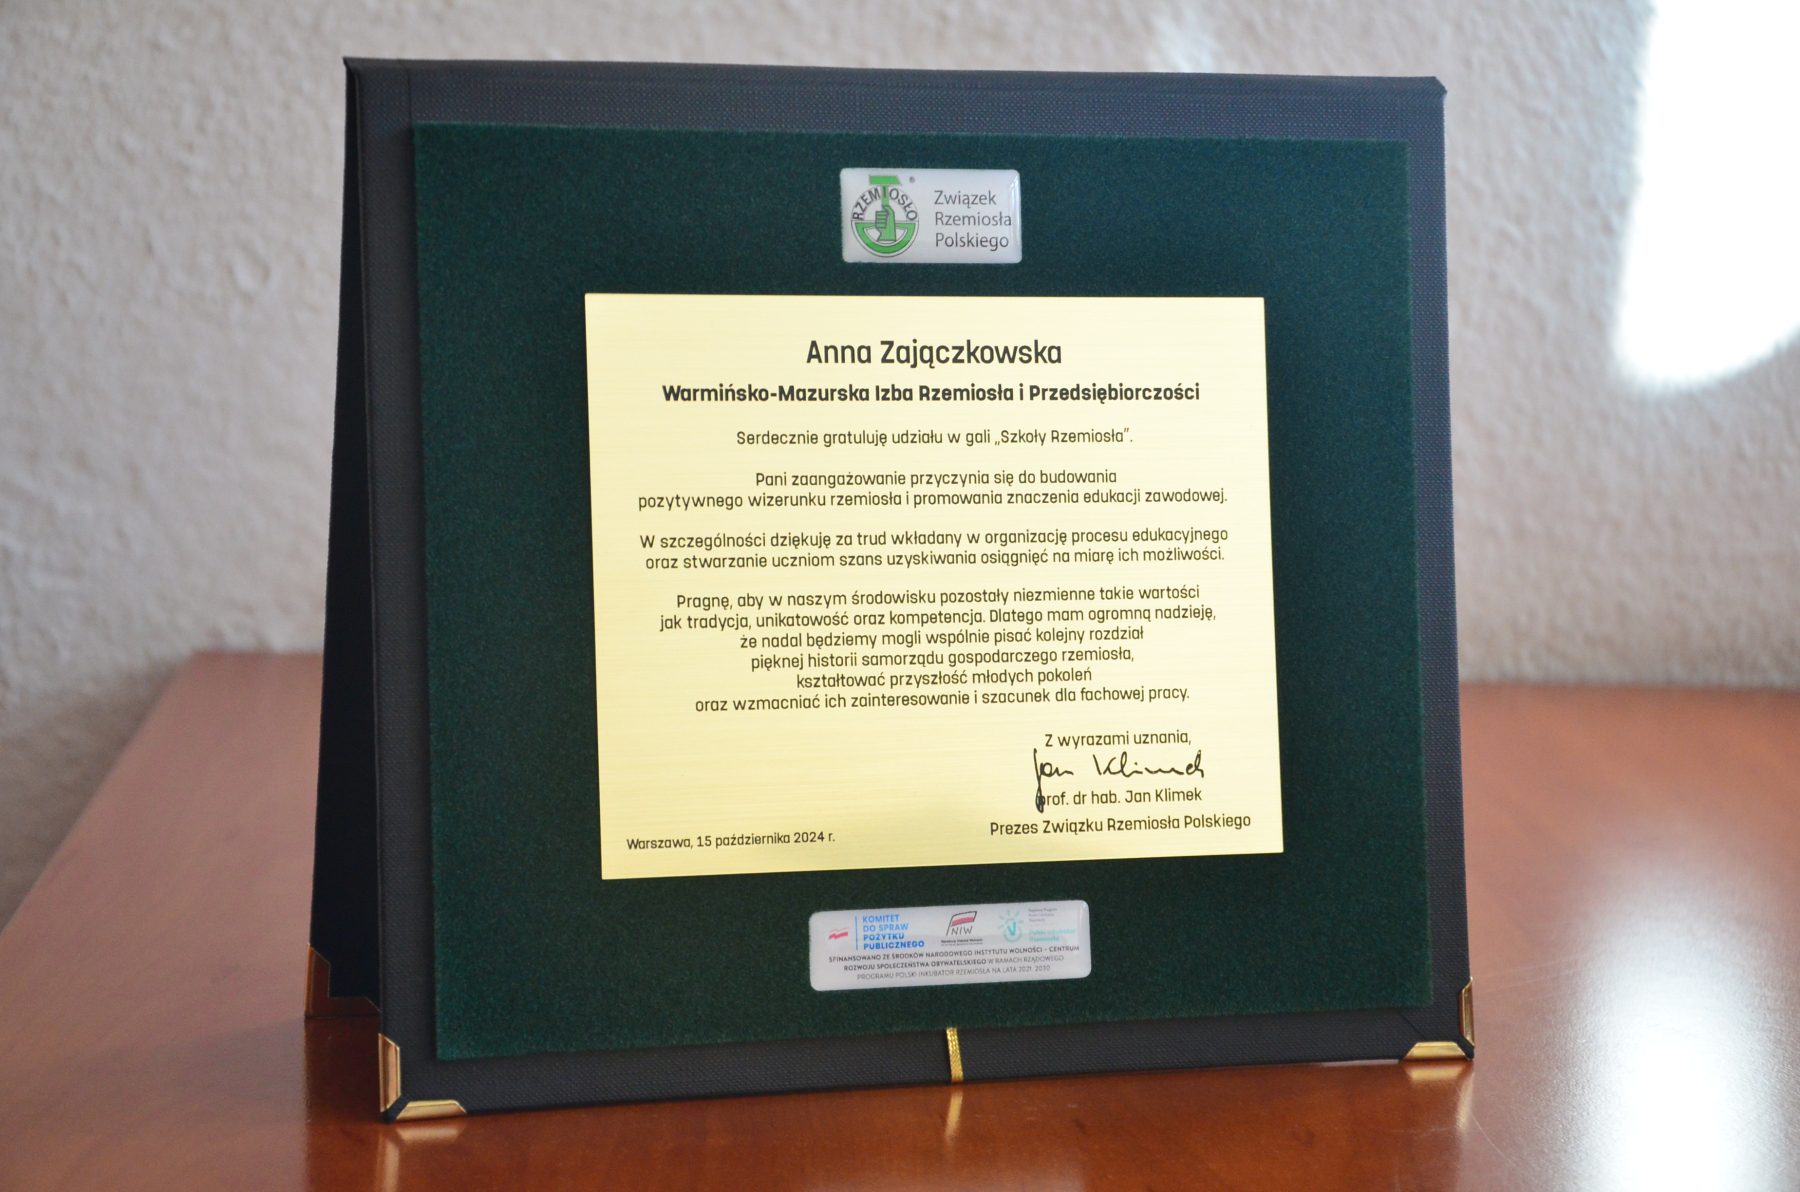 RZEMIOSŁO
®
Związek
Rzemiosła
Polskiego
Anna Zajączkowska
Warmińsko-Mazurska Izba Rzemiosła i Przedsiębiorczości
Serdecznie gratuluję udziału w gali „Szkoły Rzemiosła”.
Pani zaangażowanie przyczynia się do budowania
pozytywnego wizerunku rzemiosła i promowania znaczenia edukacji zawodowej.
W szczególności dziękuję za trud wkładany w organizację procesu edukacyjnego
oraz stwarzanie uczniom szans uzyskiwania osiągnięć na miarę ich możliwości.
Pragnę, aby w naszym środowisku pozostały niezmienne takie wartości
jak tradycja, unikatowość oraz kompetencja. Dlatego mam ogromną nadzieję,
że nadal będziemy mogli wspólnie pisać kolejny rozdział
pięknej historii samorządu gospodarczego rzemiosła,
kształtować przyszłość młodych pokoleń
oraz wzmacniać ich zainteresowanie i szacunek dla fachowej pracy.
Z wyrazami uznania,
Jan Klimek
prof. dr hab. Jan Klimek
Prezes Związku Rzemiosła Polskiego
Warszawa, 15 października 2024 r.
KOMITET
DO SPRAW
POŻYTKU
PUBLICZNEGO
NIW
SFINANSOWANO ZE ŚRODKÓW NARODOWEGO INSTYTUTU WOLNOŚCI – CENTRUM
ROZWOJU SPOŁECZEŃSTWA OBYWATELSKIEGO W RAMACH RZĄDOWEGO
PROGRAMU POLSKI INKUBATOR RZEMIOSŁA NA LATA 2021-2030